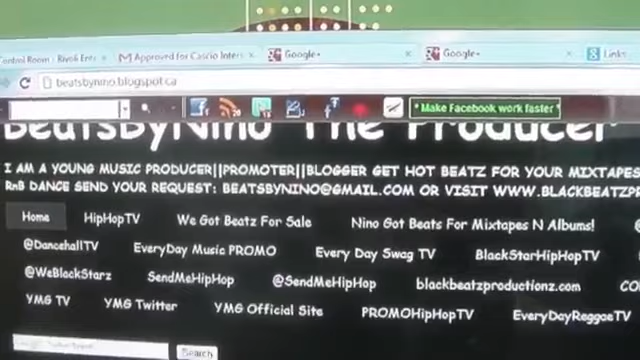 Control Room : Rivoli Ent
Approved for Cascio Inters
Google+
Google+
Links
beatsbynino.blogspot.ca
* Make Facebook work faster *
BeatsByNino The Producer
I AM A YOUNG MUSIC PRODUCER||PROMOTER||BLOGGER GET HOT BEATZ FOR YOUR MIXTAPES
RnB DANCE SEND YOUR REQUEST: BEATSBYNINO@GMAIL.COM OR VISIT WWW.BLACKBEATZP
Home HipHopTV We Got Beatz For Sale Nino Got Beats For Mixtapes N Albums!
@DancehallTV EveryDay Music PROMO Every Day Swag TV BlackStarHipHopTV
@WeBlackStarz SendMeHipHop @SendMeHipHop blackbeatzproductionz.com CO
YMG TV YMG Twitter YMG Official Site PROMOHipHopTV EveryDayReggaeTV
Search